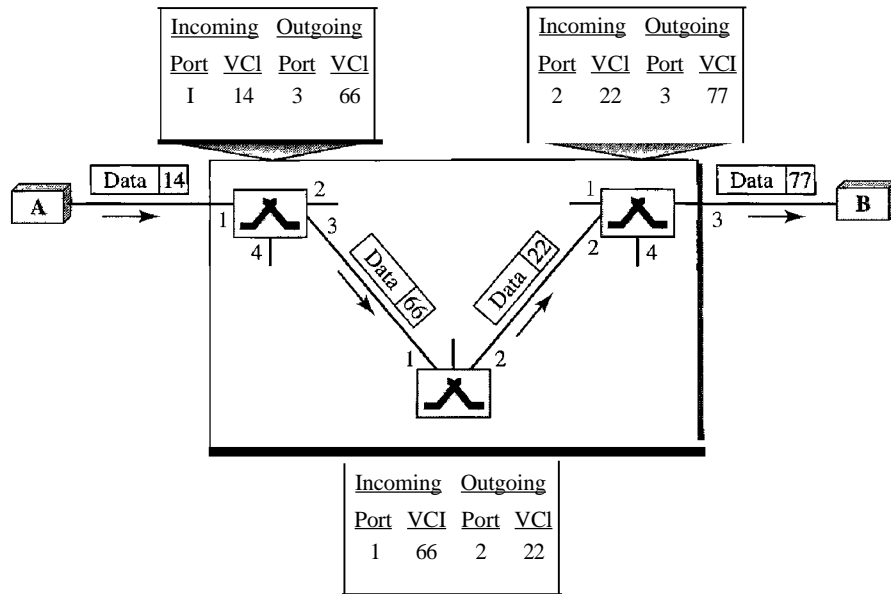 Incoming Outgoing
Port VCl Port VCl
I 14 3 66
Incoming Outgoing
Port VCl Port VCI
2 22 3 77
A
Data 14
1
2
3
4
Data 66
1
2
Data 22
1
2
4
3
Data 77
B
Incoming Outgoing
Port VCI Port VCl
1 66 2 22